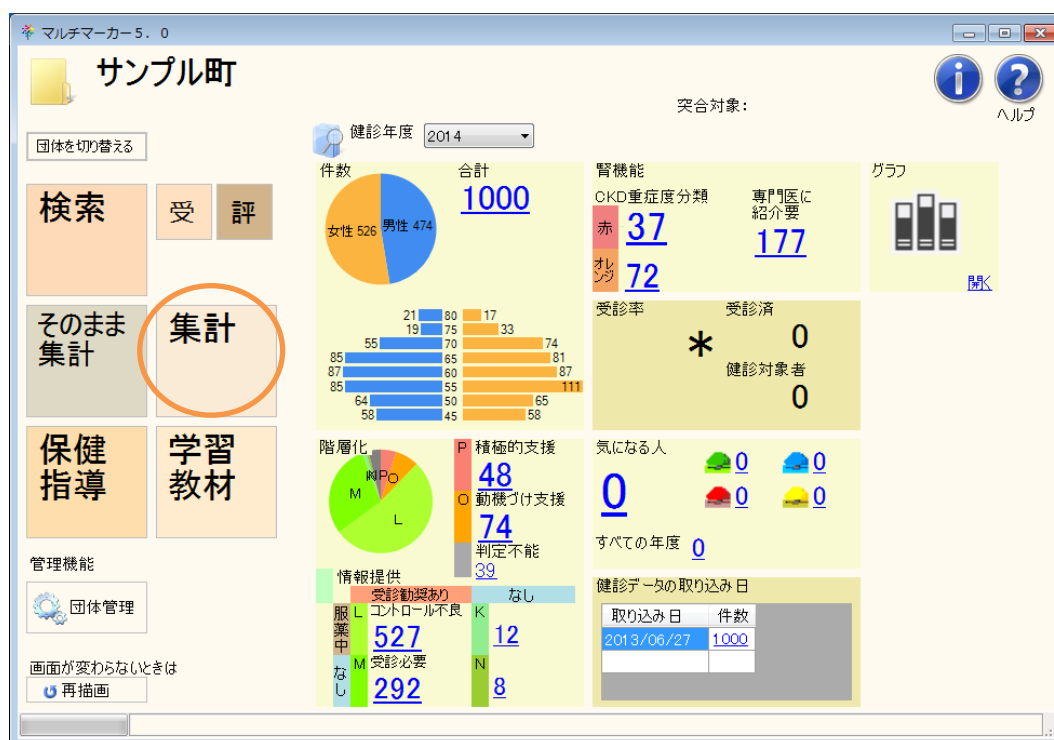 マルチマーカー5.0
サンプル町
突合対象:
ヘルプ
団体を切り替える
健診年度 2014
検索
受
評
そのまま
集計
集計
保健
指導
学習
教材
管理機能
団体管理
画面が変わらないときは
再描画
件数
合計
1000
女性 526
男性 474
21 80 17
19 75 33
55 70 74
85 65 81
87 60 87
85 55 111
64 50 65
58 45 58
腎機能
CKD重症度分類
専門医に
紹介要
赤
37
177
オレ
ンジ
72
グラフ
開く
受診率
受診済
*
0
健診対象者
0
階層化
P
O
M
L
P 積極的支援
48
O 動機づけ支援
74
判定不能
39
情報提供
受診勧奨あり
なし
服
薬
中
L コントロール不良
527
K
12
な
し
M 受診必要
292
N
8
気になる人
0
0
0
0
0
すべての年度 0
健診データの取り込み日
取り込み日 件数
2013/06/27 1000